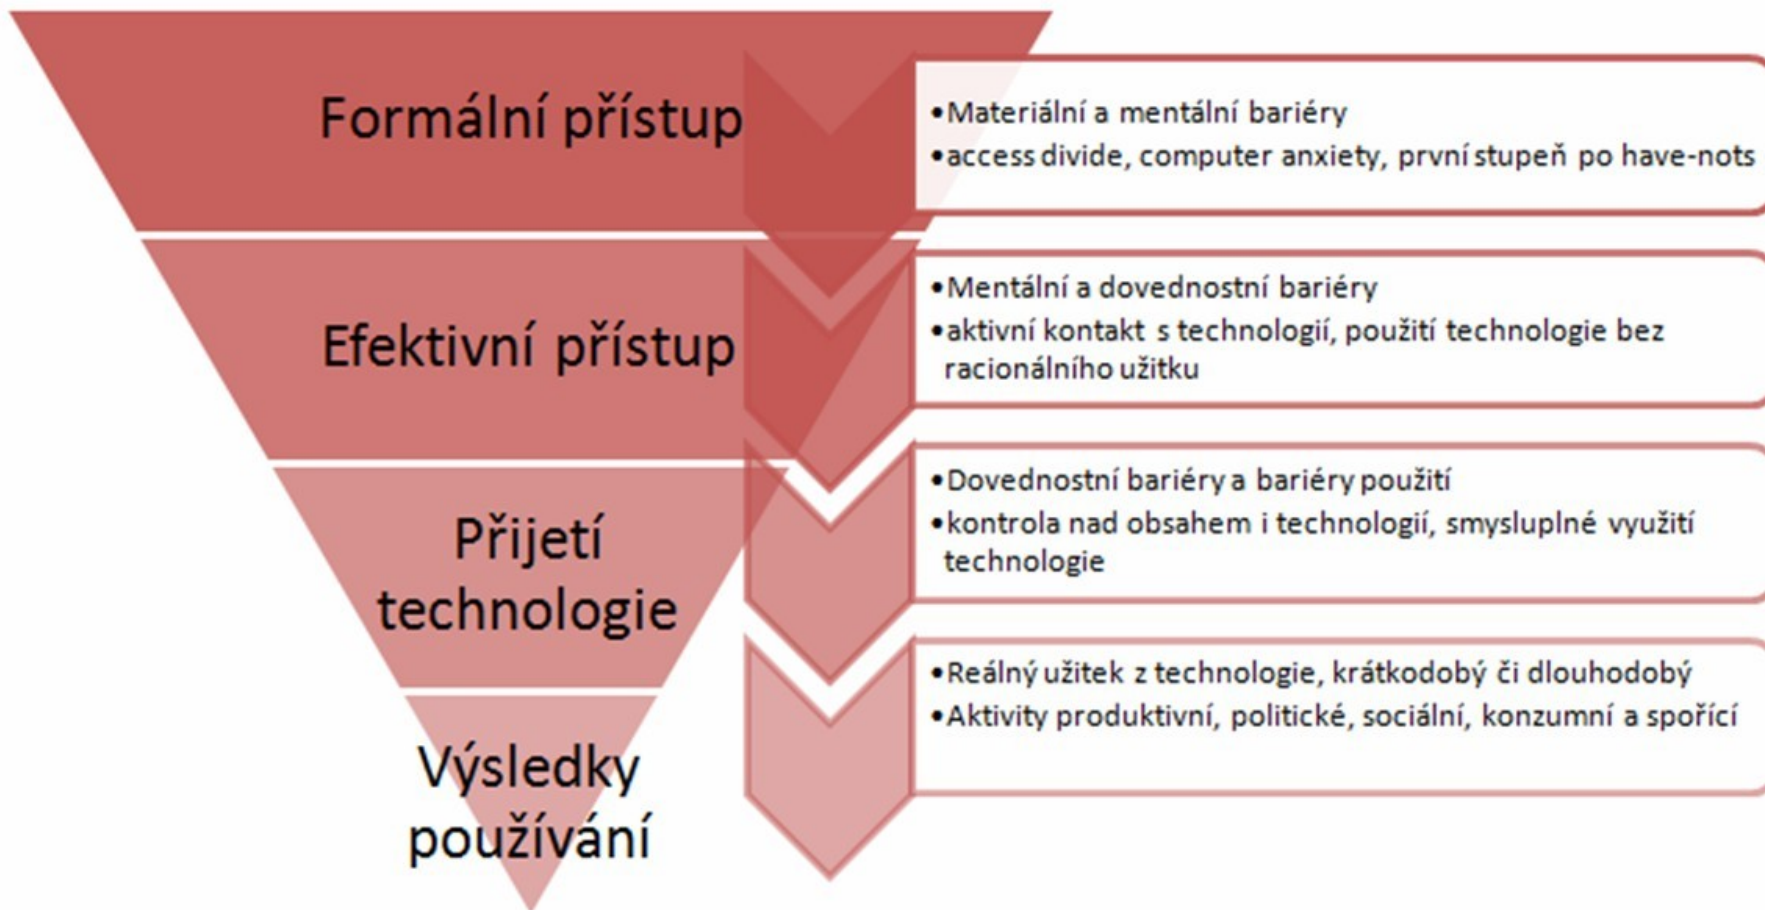 Formální přístup
•Materiální a mentální bariéry
•access divide, computer anxiety, první stupeň po have-nots
Efektivní přístup
•Mentální a dovednostní bariéry
•aktivní kontakt s technologií, použití technologie bez
racionálního užitku
Přijetí
technologie
•Dovednostní bariéry a bariéry použití
•kontrola nad obsahem i technologií, smysluplné využití
technologie
Výsledky
používání
•Reálný užitek z technologie, krátkodobý či dlouhodobý
•Aktivity produktivní, politické, sociální, konzumní a spořící